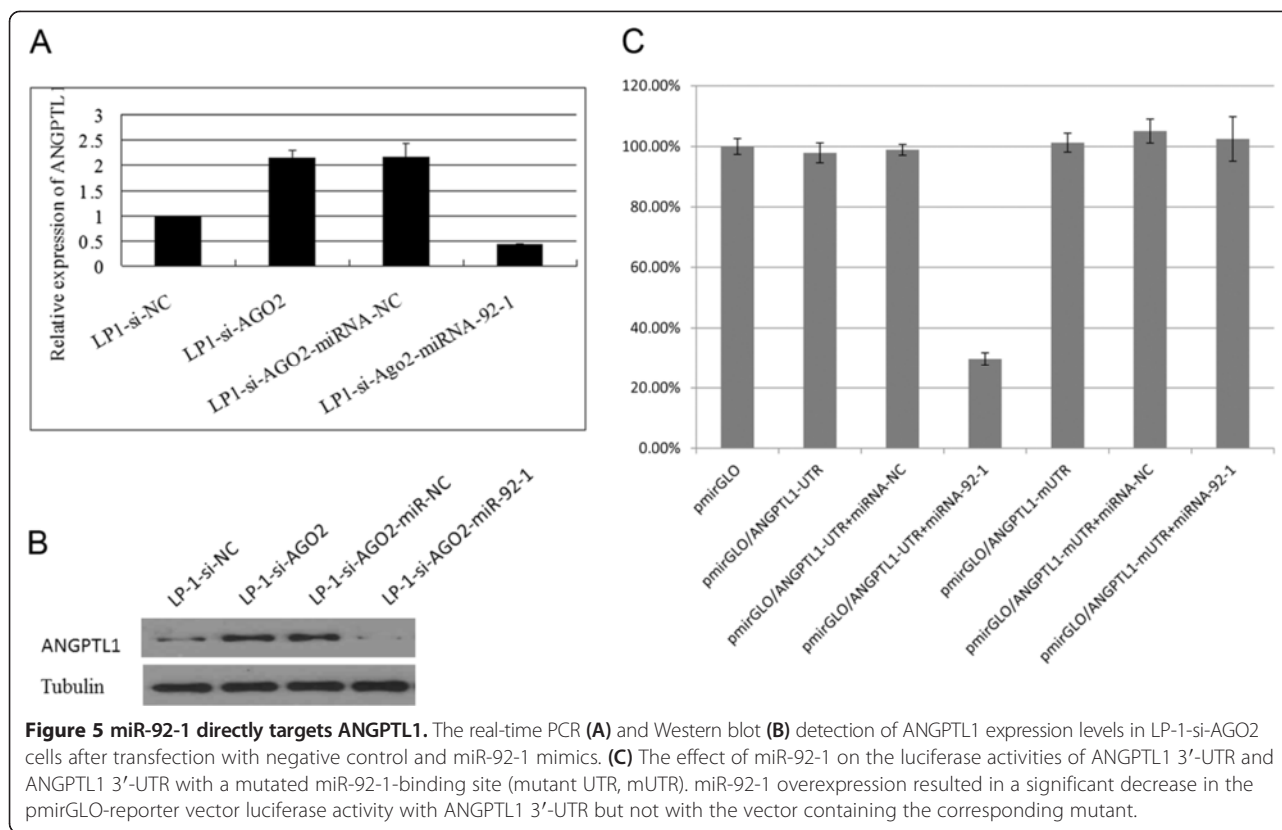 A
Relative expression of ANGPTL1
3
2.5
2
1.5
1
0.5
0
LP1-si-NC
LP1-si-AGO2
LP1-si-AGO2-miRNA-NC
LP1-si-Ago2-miRNA-92-1
B
LP-1-si-NC
LP-1-si-AGO2
LP-1-si-AGO2-miR-NC
LP-1-si-AGO2-miR-92-1
ANGPTL1
Tubulin
C
120.00%
100.00%
80.00%
60.00%
40.00%
20.00%
0.00%
pmirGLO
pmirGLO/ANGPTL1-UTR
pmirGLO/ANGPTL1-UTR+miRNA-NC
pmirGLO/ANGPTL1-UTR+miRNA-92-1
pmirGLO/ANGPTL1-mUTR
pmirGLO/ANGPTL1-mUTR+miRNA-NC
pmirGLO/ANGPTL1-mUTR+miRNA-92-1
Figure 5 miR-92-1 directly targets ANGPTL1. The real-time PCR (A) and Western blot (B) detection of ANGPTL1 expression levels in LP-1-si-AGO2
cells after transfection with negative control and miR-92-1 mimics. (C) The effect of miR-92-1 on the luciferase activities of ANGPTL1 3′-UTR and
ANGPTL1 3′-UTR with a mutated miR-92-1-binding site (mutant UTR, mUTR). miR-92-1 overexpression resulted in a significant decrease in the
pmirGLO-reporter vector luciferase activity with ANGPTL1 3′-UTR but not with the vector containing the corresponding mutant.